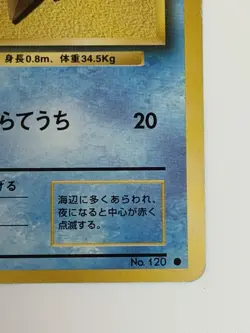 身長0.8m、体重34.5Kg
らてうち 20
げる
海辺に多くあらわれ、
夜になると中心が赤く
点滅する。
No. 120 ●